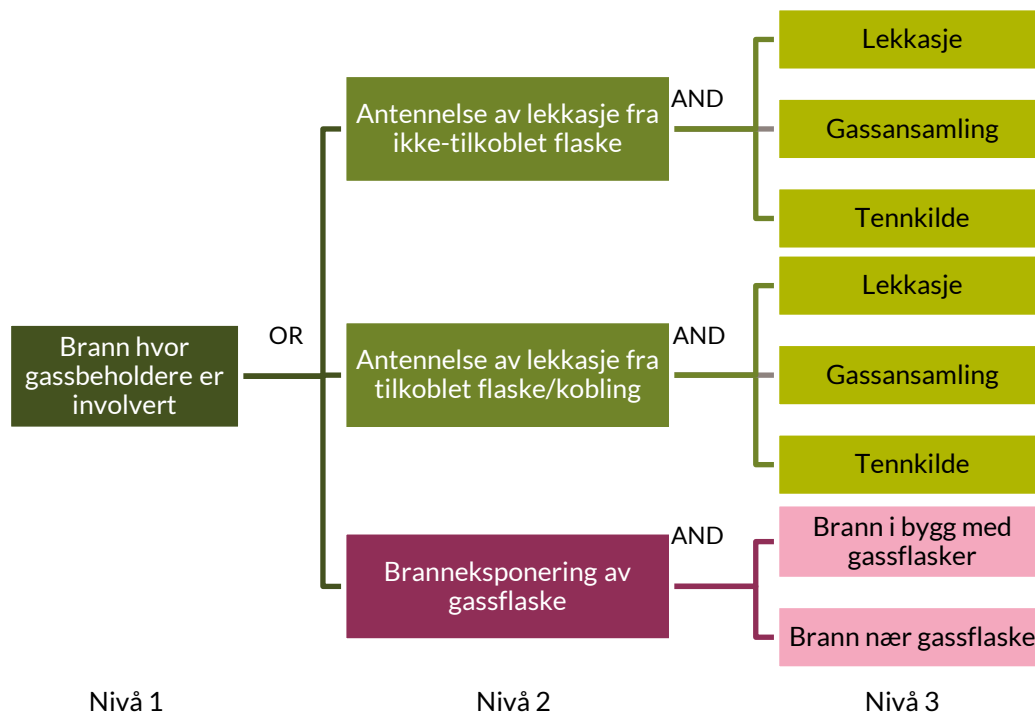 Brann hvor
gassbeholdere er
involvert
OR
Antennelse av lekkasje fra
ikke-tilkoblet flaske
AND
Lekkasje
Gassansamling
Tennkilde
Antennelse av lekkasje fra
tilkoblet flaske/kobling
AND
Lekkasje
Gassansamling
Tennkilde
Branneksponering av
gassflaske
AND
Brann i bygg med
gassflasker
Brann nær gassflaske
Nivå 1
Nivå 2
Nivå 3